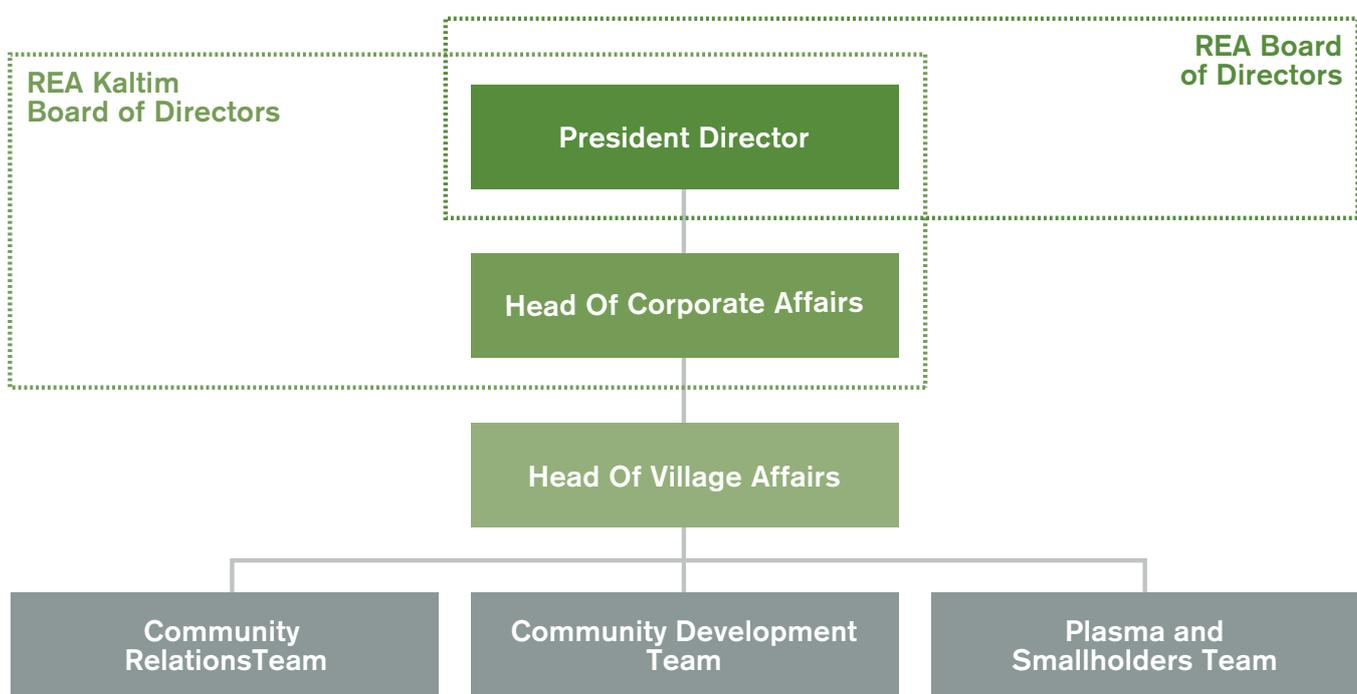 REA Board
of Directors
REA Kaltim
Board of Directors
President Director
Head Of Corporate Affairs
Head Of Village Affairs
Community
RelationsTeam
Community Development
Team
Plasma and
Smallholders Team